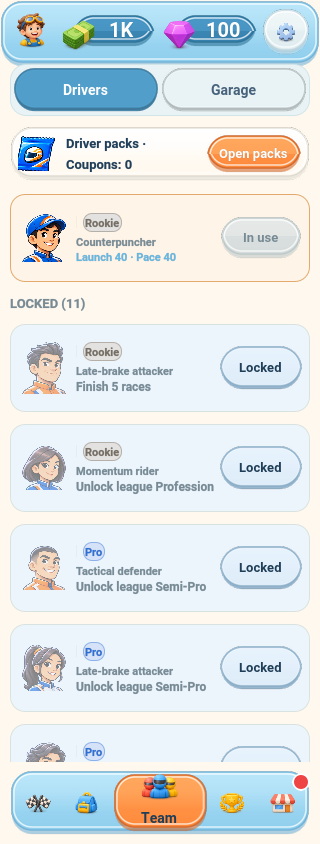 1K
100
Drivers
Garage
Driver packs ·
Coupons: 0
Open packs
Rookie
Counterpuncher
Launch 40 · Pace 40
In use
LOCKED (11)
Rookie
Late-brake attacker
Finish 5 races
Locked
Rookie
Momentum rider
Unlock league Profession
Locked
Pro
Tactical defender
Unlock league Semi-Pro
Locked
Pro
Late-brake attacker
Unlock league Semi-Pro
Locked
Pro
Team